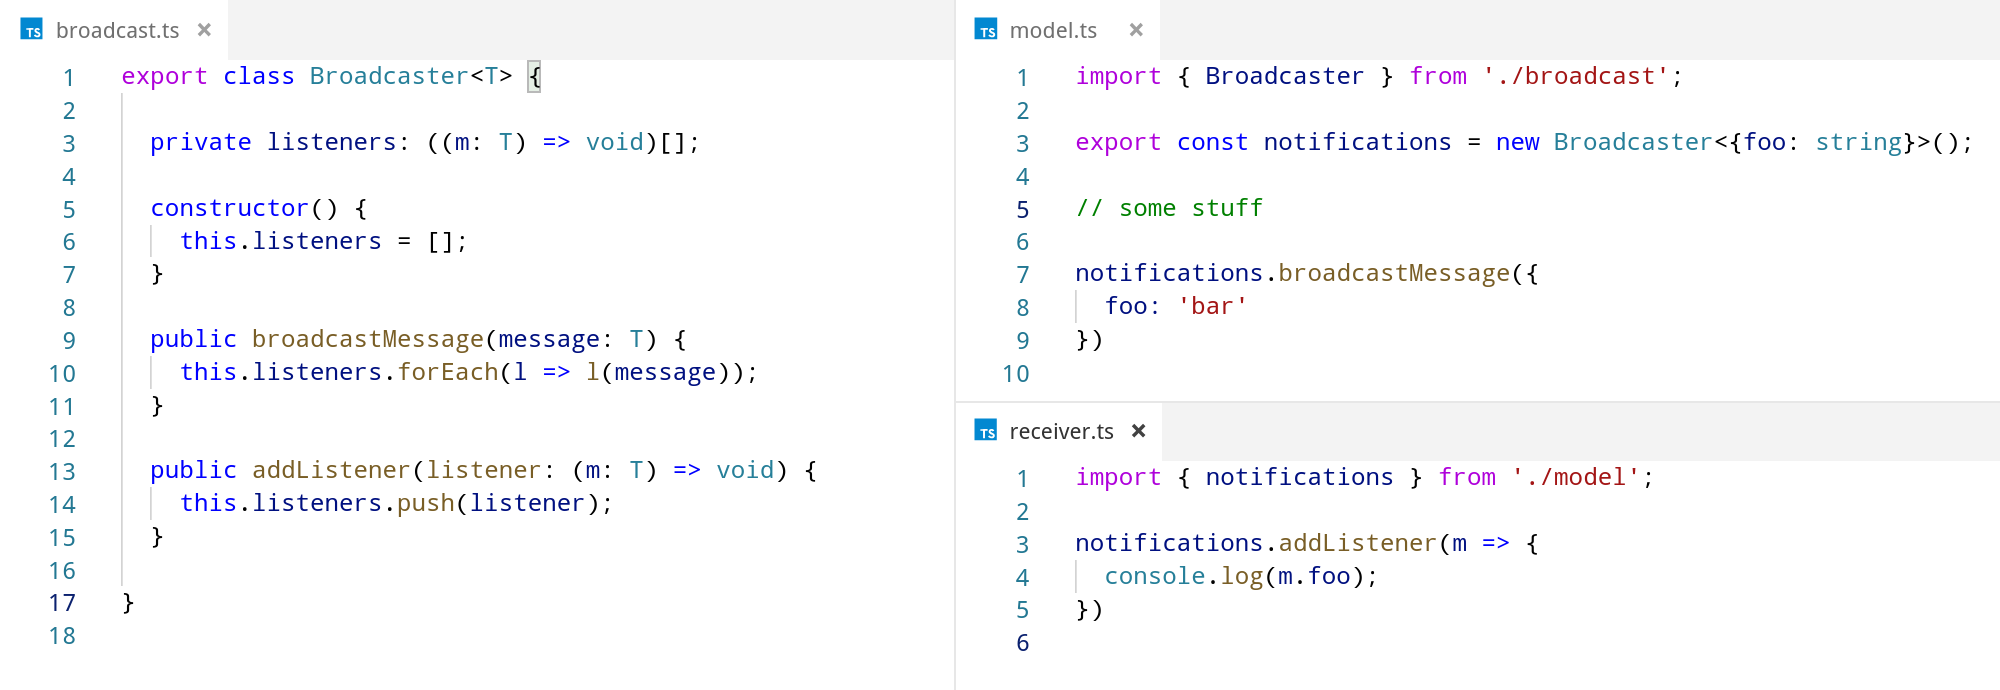 TS broadcast.ts ×
1 export class Broadcaster<T> {
2
3   private listeners: ((m: T) => void)[];
4
5   constructor() {
6     this.listeners = [];
7   }
8
9   public broadcastMessage(message: T) {
10     this.listeners.forEach(l => l(message));
11   }
12
13   public addListener(listener: (m: T) => void) {
14     this.listeners.push(listener);
15   }
16
17 }
18
TS model.ts ×
1 import { Broadcaster } from './broadcast';
2
3 export const notifications = new Broadcaster<{foo: string}>();
4
5 // some stuff
6
7 notifications.broadcastMessage({
8   foo: 'bar'
9 })
10
TS receiver.ts ×
1 import { notifications } from './model';
2
3 notifications.addListener(m => {
4   console.log(m.foo);
5 })
6